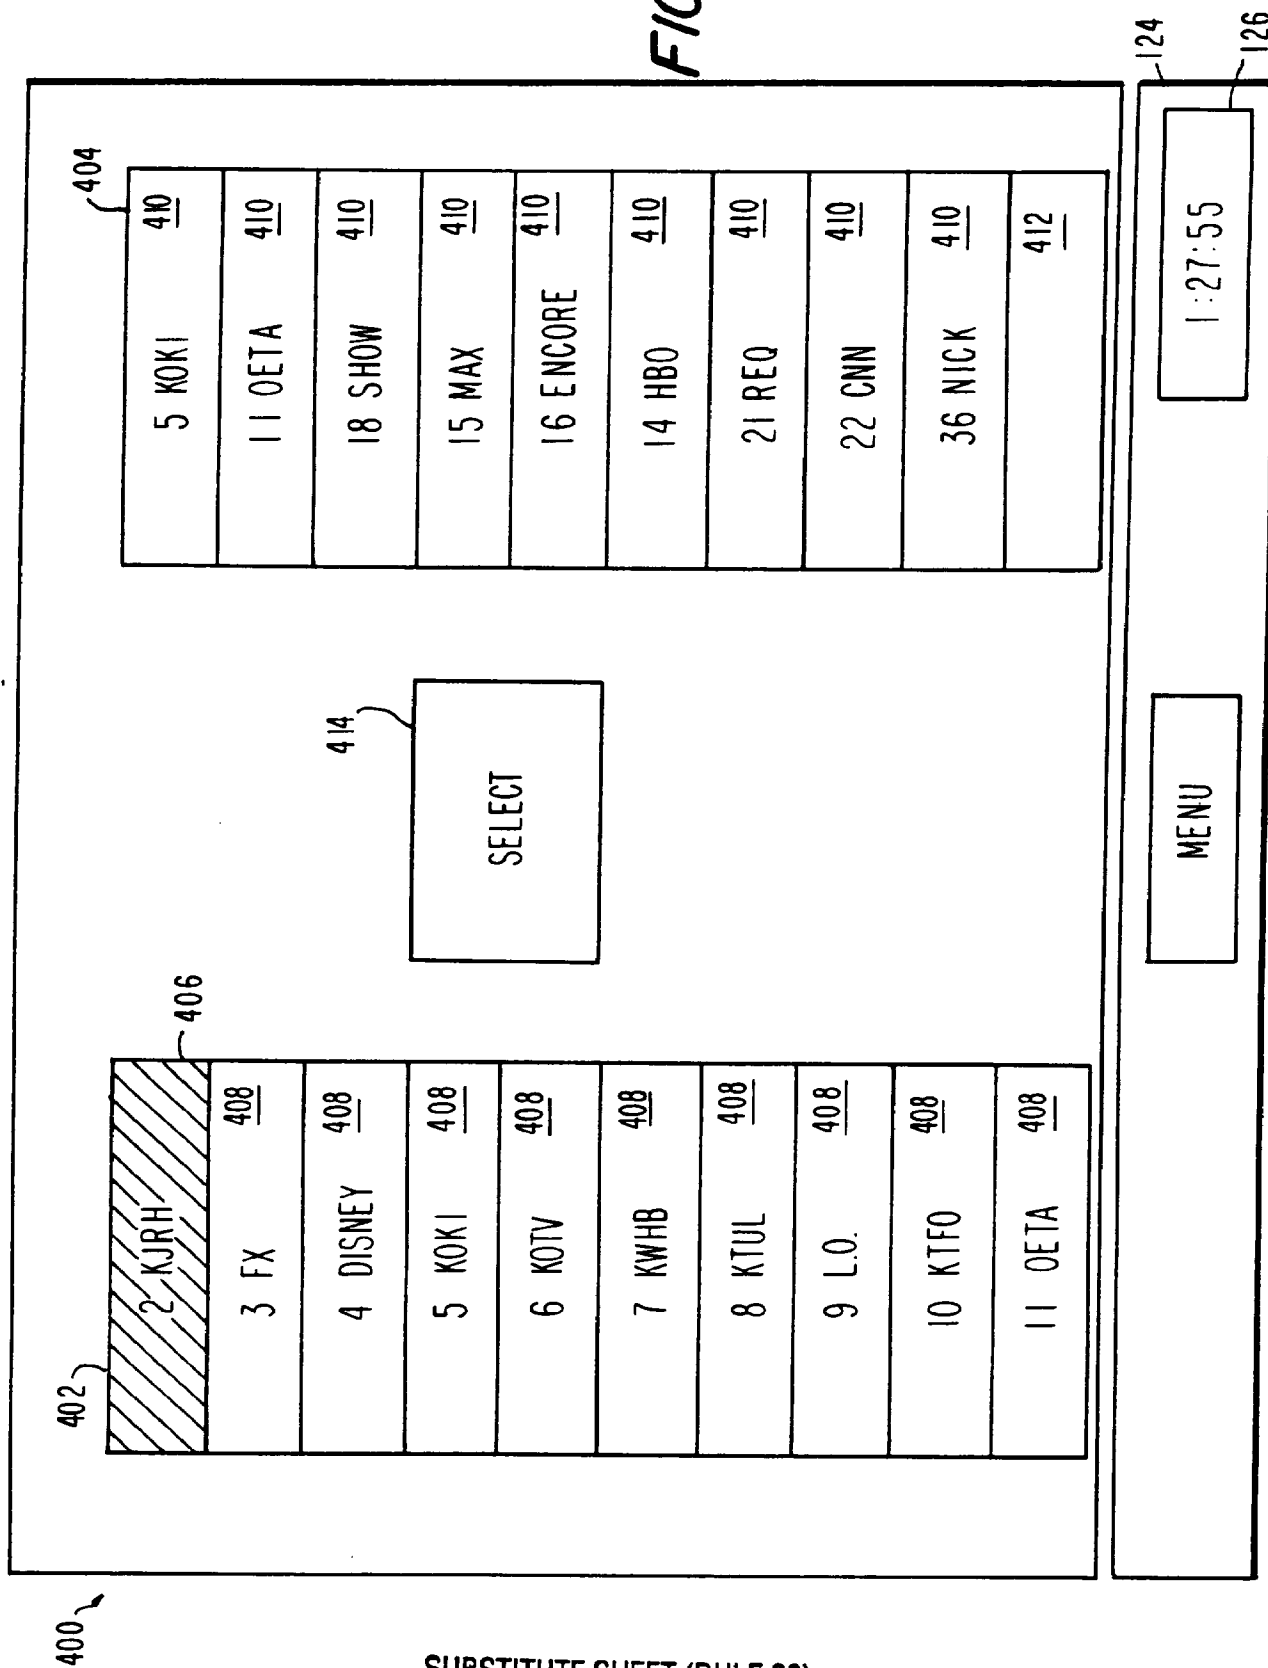 400
402
2 KJRH
406
3 FX 408
4 DISNEY 408
5 KOKI 408
6 KOTV 408
7 KWHB 408
8 KTUL 408
9 L.O. 408
10 KTFO 408
11 OETA 408
414
SELECT
404
5 KOKI 410
11 OETA 410
18 SHOW 410
15 MAX 410
16 ENCORE 410
14 HBO 410
21 REQ 410
22 CNN 410
36 NICK 410
412
MENU
1:27:55
124
126
SUBSTITUTE SHEET